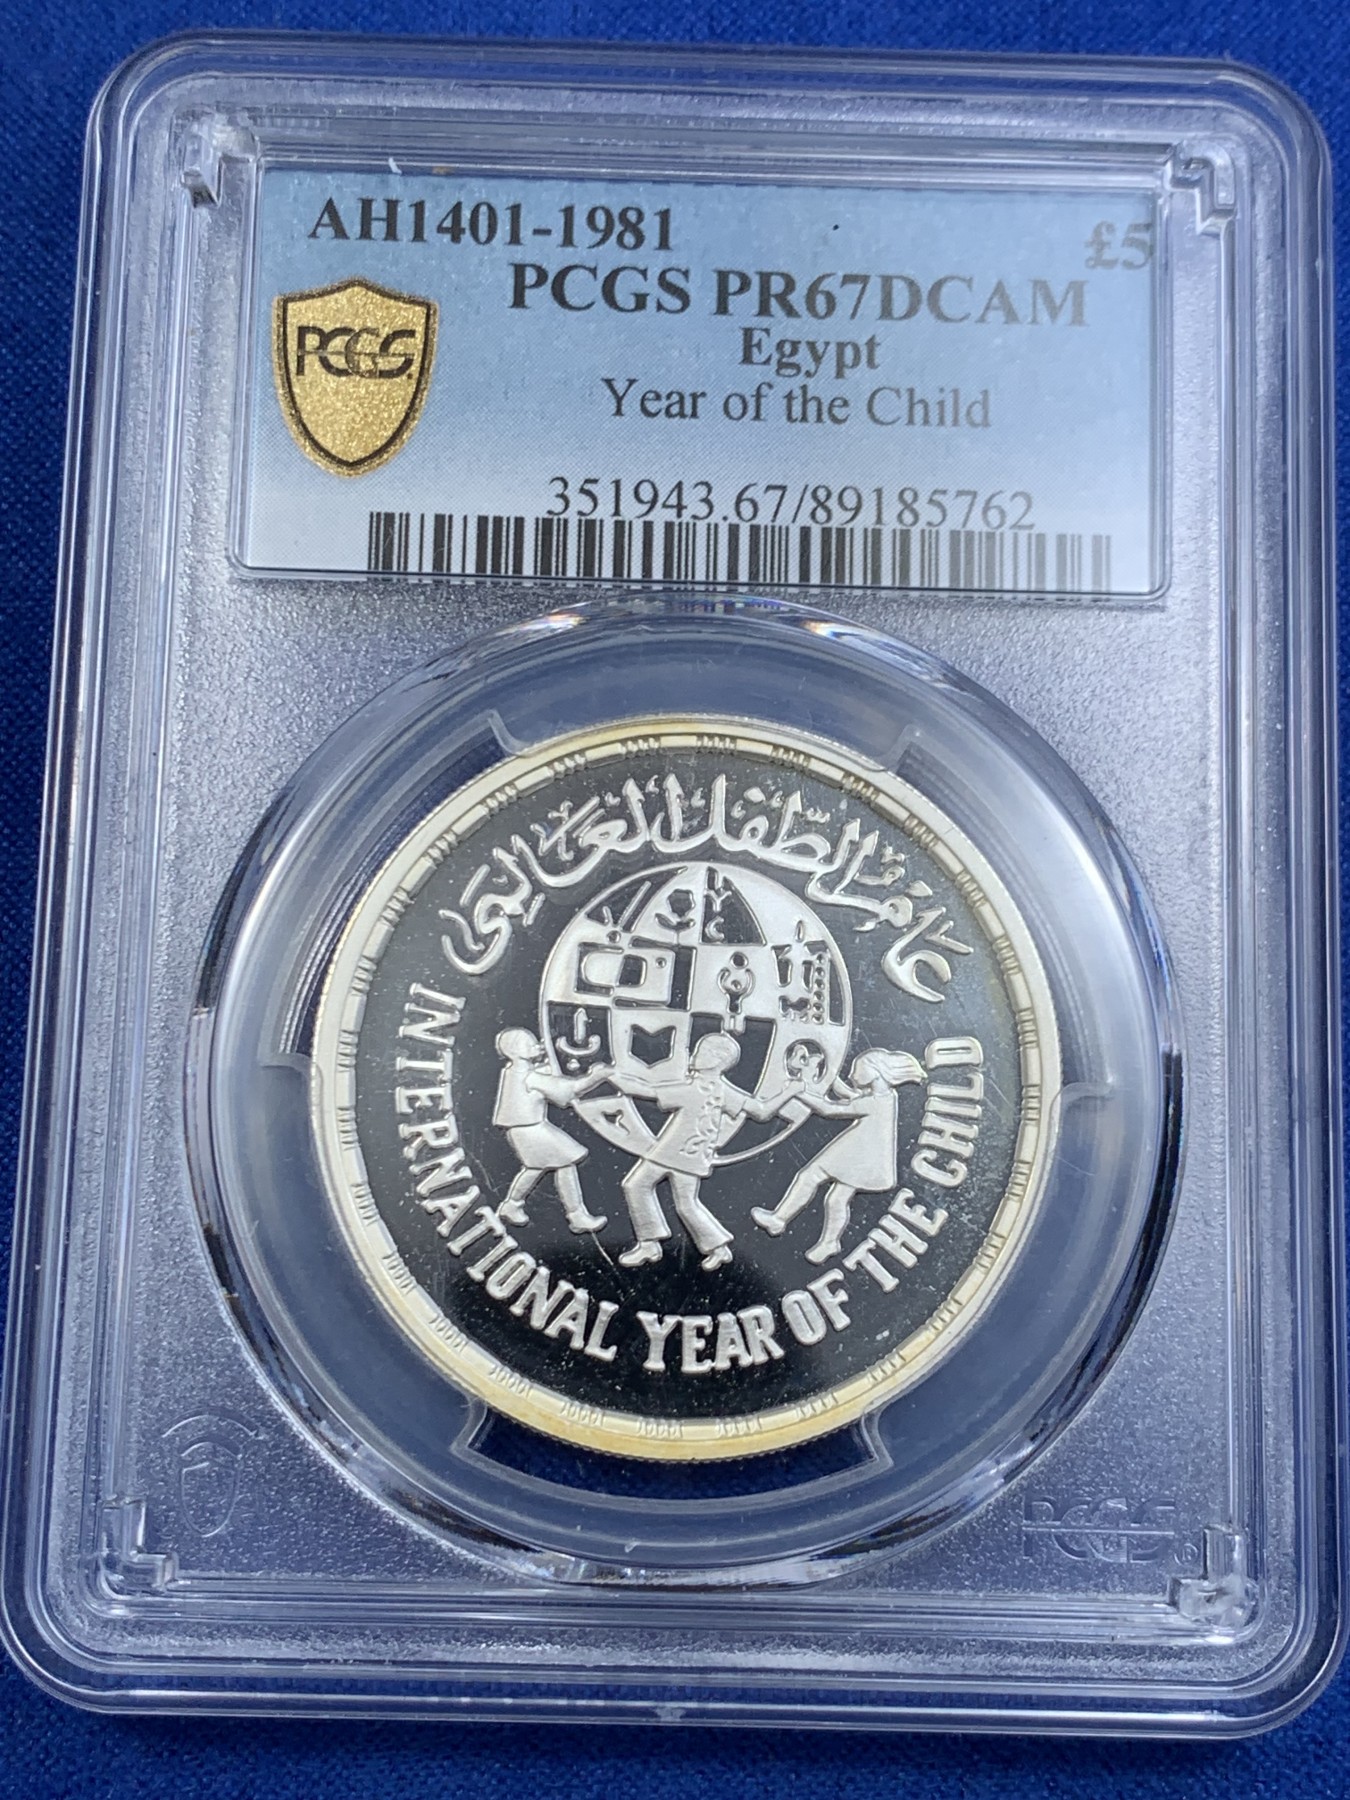 AH1401-1981
£5
PCGS PR67DCAM
Egypt
Year of the Child
PCGS
351943.67/89185762
عام الطفل العالمى
INTERNATIONAL YEAR OF THE CHILD
PCGS